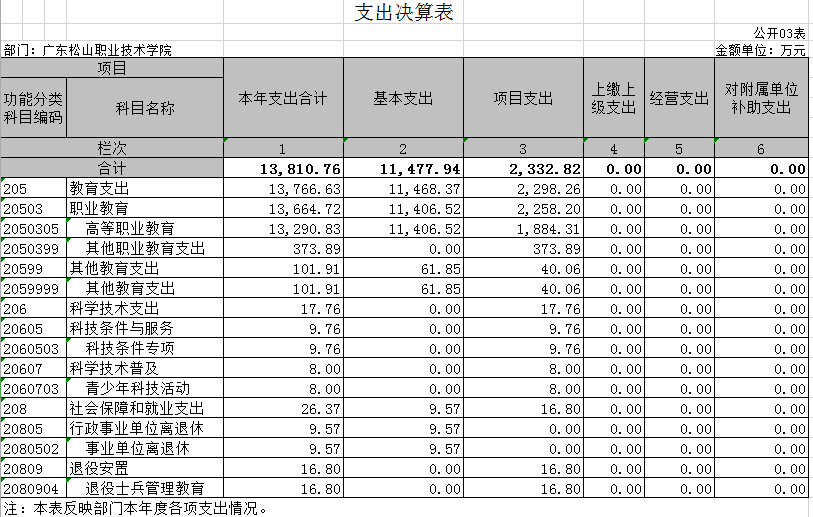 支出决算表
公开03表
部门：广东松山职业技术学院 金额单位：万元
项目 本年支出合计 基本支出 项目支出 上缴上级支出 经营支出 对附属单位补助支出
功能分类科目编码 科目名称
栏次 1 2 3 4 5 6
合计 13,810.76 11,477.94 2,332.82 0.00 0.00 0.00
205 教育支出 13,766.63 11,468.37 2,298.26 0.00 0.00 0.00
20503 职业教育 13,664.72 11,406.52 2,258.20 0.00 0.00 0.00
2050305 高等职业教育 13,290.83 11,406.52 1,884.31 0.00 0.00 0.00
2050399 其他职业教育支出 373.89 0.00 373.89 0.00 0.00 0.00
20599 其他教育支出 101.91 61.85 40.06 0.00 0.00 0.00
2059999 其他教育支出 101.91 61.85 40.06 0.00 0.00 0.00
206 科学技术支出 17.76 0.00 17.76 0.00 0.00 0.00
20605 科技条件与服务 9.76 0.00 9.76 0.00 0.00 0.00
2060503 科技条件专项 9.76 0.00 9.76 0.00 0.00 0.00
20607 科学技术普及 8.00 0.00 8.00 0.00 0.00 0.00
2060703 青少年科技活动 8.00 0.00 8.00 0.00 0.00 0.00
208 社会保障和就业支出 26.37 9.57 16.80 0.00 0.00 0.00
20805 行政事业单位离退休 9.57 9.57 0.00 0.00 0.00 0.00
2080502 事业单位离退休 9.57 9.57 0.00 0.00 0.00 0.00
20809 退役安置 16.80 0.00 16.80 0.00 0.00 0.00
2080904 退役士兵管理教育 16.80 0.00 16.80 0.00 0.00 0.00
注：本表反映部门本年度各项支出情况。